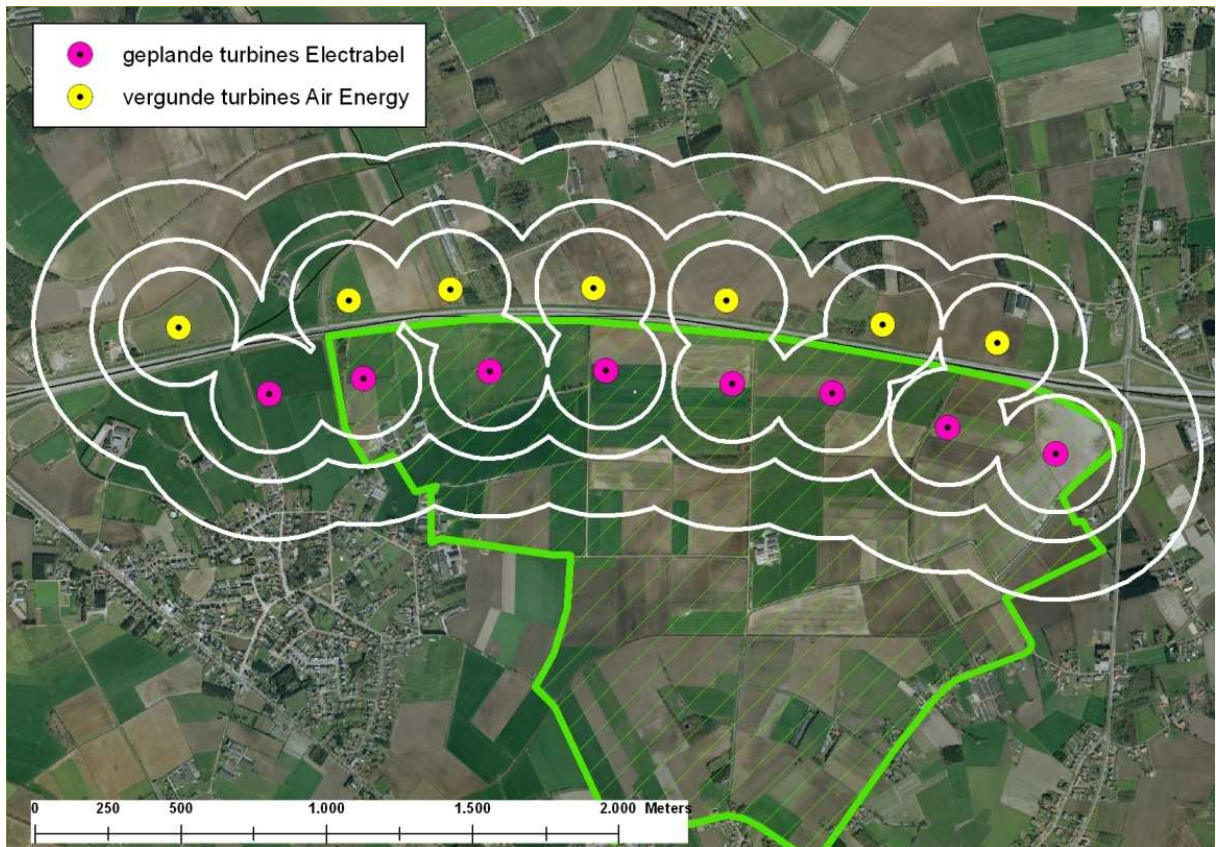 geplande turbines Electrabel
vergunde turbines Air Energy
0 250 500 1.000 1.500 2.000 Meters